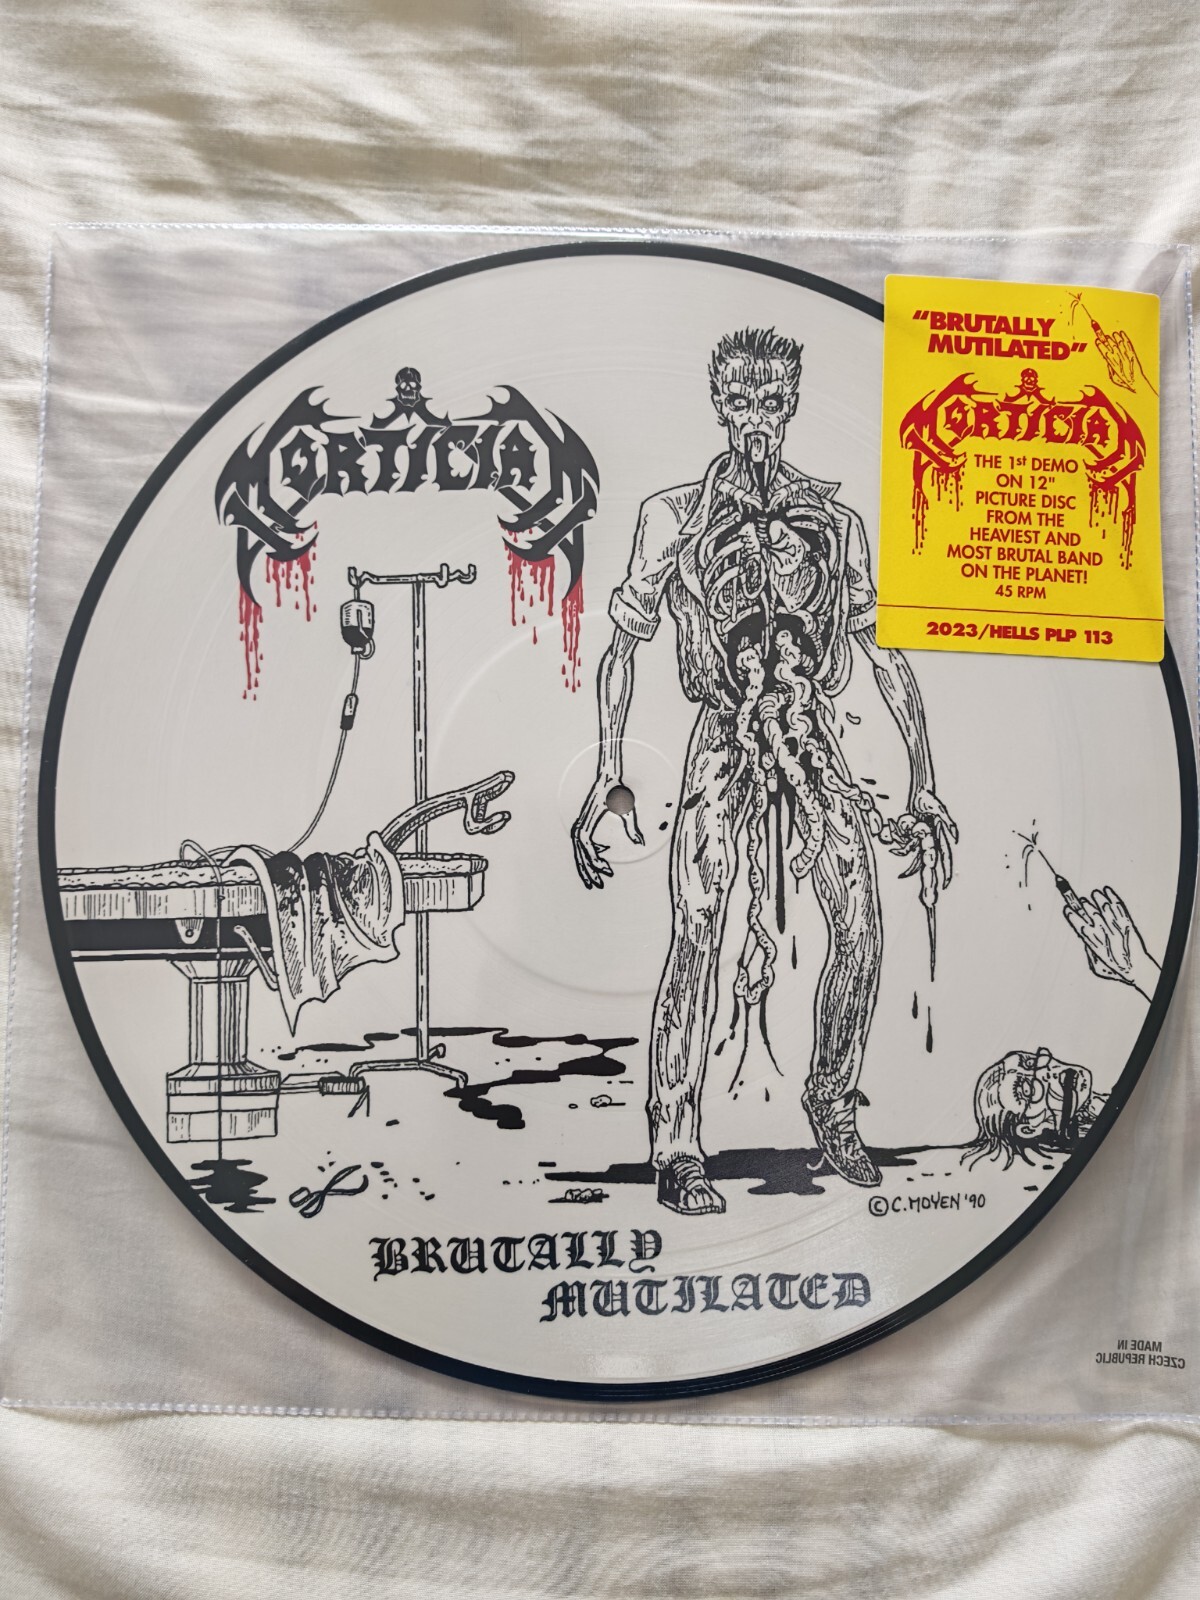 MORTICIAN
"BRUTALLY
MUTILATED"
MORTICIAN
THE 1st DEMO
ON 12"
PICTURE DISC
FROM THE
HEAVIEST AND
MOST BRUTAL BAND
ON THE PLANET!
45 RPM
2023/HELLS PLP 113
© C. MOYEN '90
BRUTALLY
MUTILATED
MADE IN
CZECH REPUBLIC